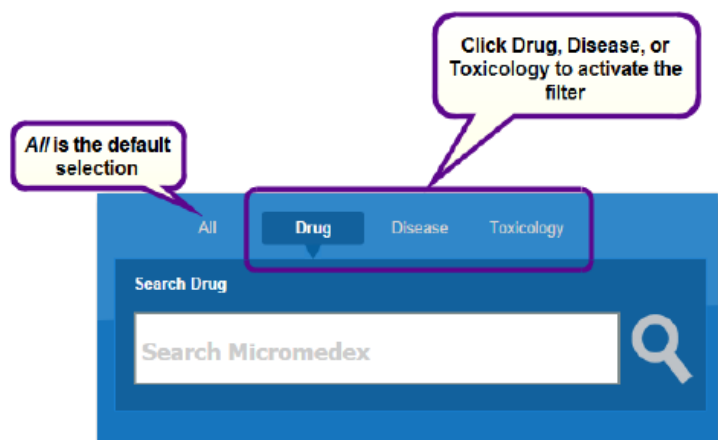 Click Drug, Disease, or
Toxicology to activate the
filter
All is the default
selection
All Drug Disease Toxicology
Search Drug
Search Micromedex